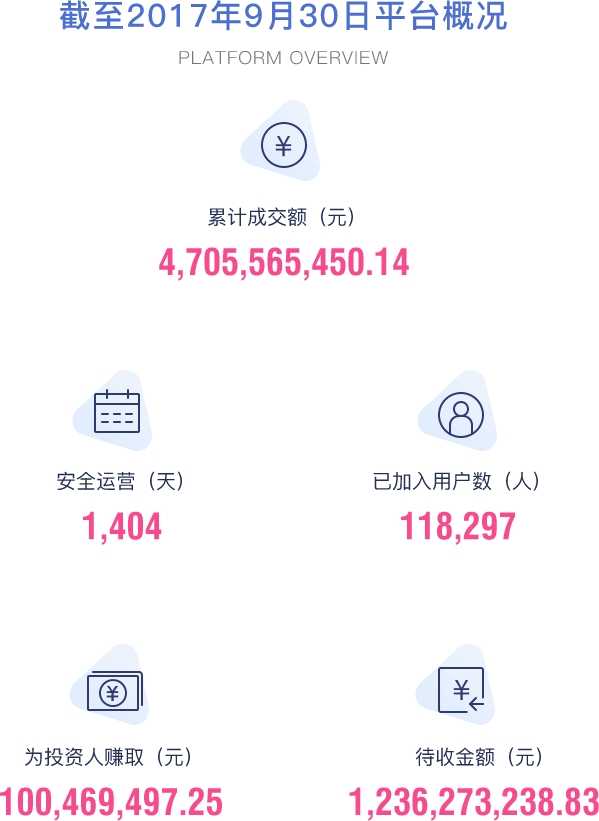 截至2017年9月30日平台概况
PLATFORM OVERVIEW
¥
累计成交额（元）
4,705,565,450.14
安全运营（天）
已加入用户数（人）
1,404
118,297
¥
¥
为投资人赚取（元）
待收金额（元）
100,469,497.25
1,236,273,238.83